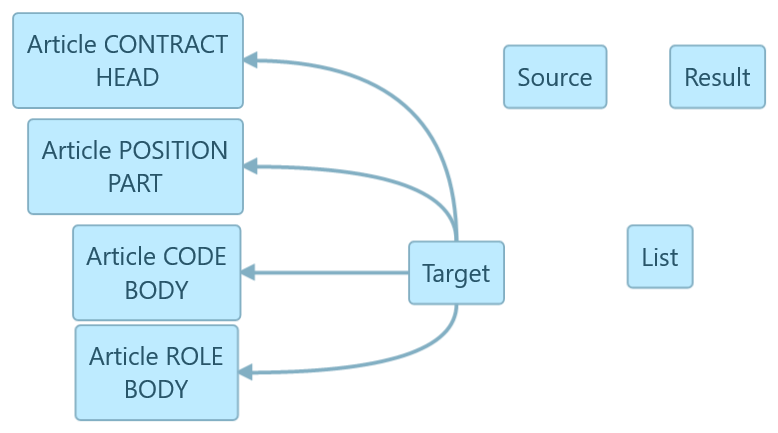 Article CONTRACT
HEAD
Source
Result
Article POSITION
PART
Article CODE
BODY
Target
List
Article ROLE
BODY